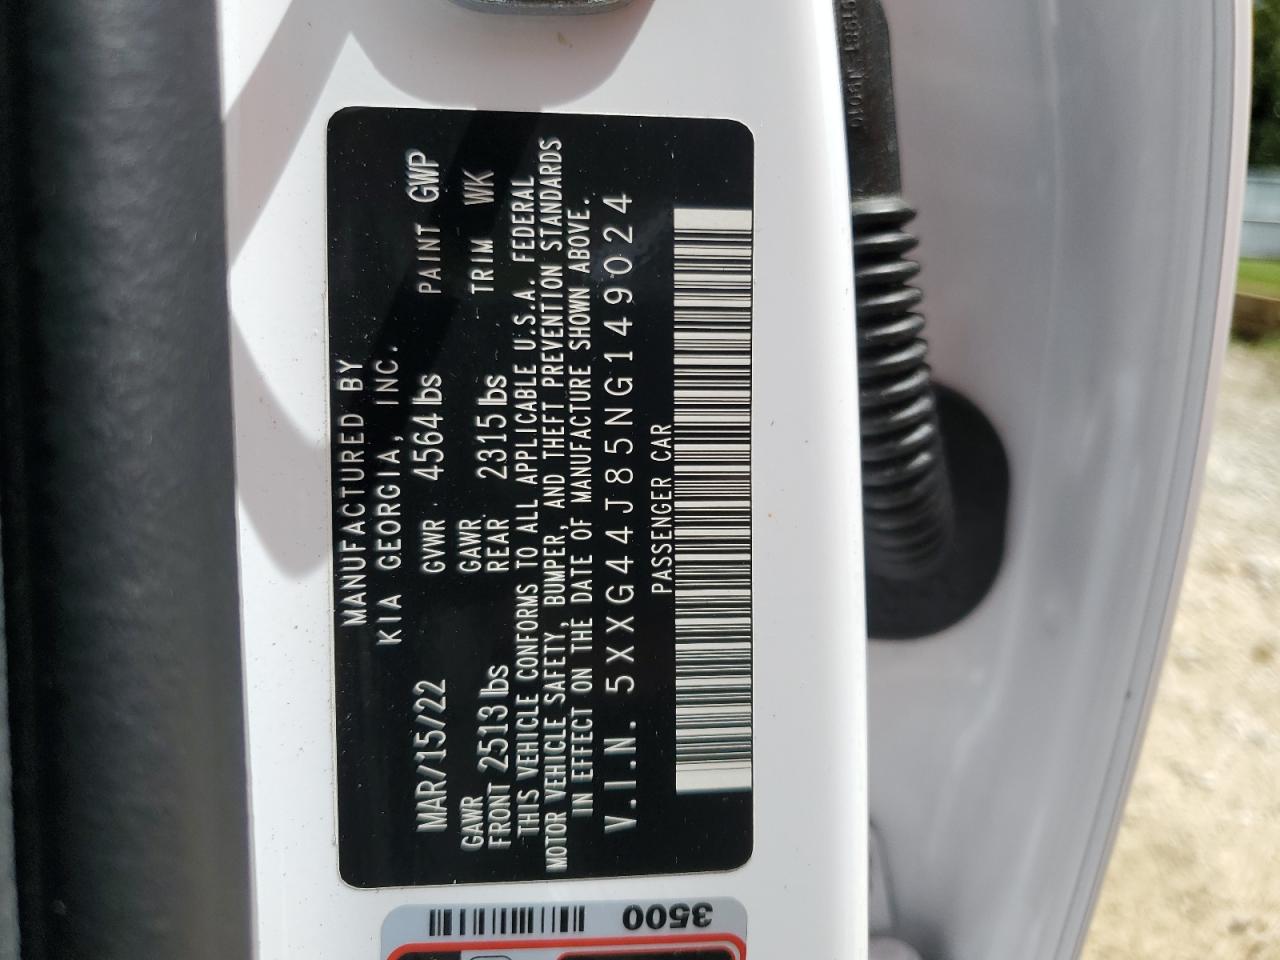 MANUFACTURED BY
KIA GEORGIA, INC.
MAR/15/22 GVWR 4564 lbs PAINT GWP
GAWR GAWR
FRONT 2513 lbs REAR 2315 lbs TRIM WK
THIS VEHICLE CONFORMS TO ALL APPLICABLE U.S.A. FEDERAL
MOTOR VEHICLE SAFETY, BUMPER, AND THEFT PREVENTION STANDARDS
IN EFFECT ON THE DATE OF MANUFACTURE SHOWN ABOVE.
V.I.N. 5XXG44J85NG149024
PASSENGER CAR
3500